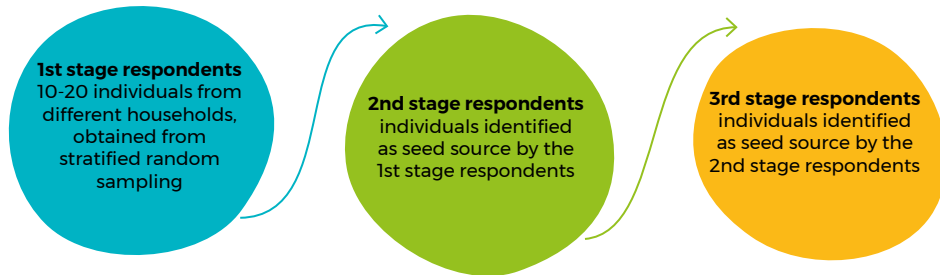 1st stage respondents
10-20 individuals from
different households,
obtained from
stratified random
sampling
2nd stage respondents
individuals identified
as seed source by the
1st stage respondents
3rd stage respondents
individuals identified
as seed source by the
2nd stage respondents